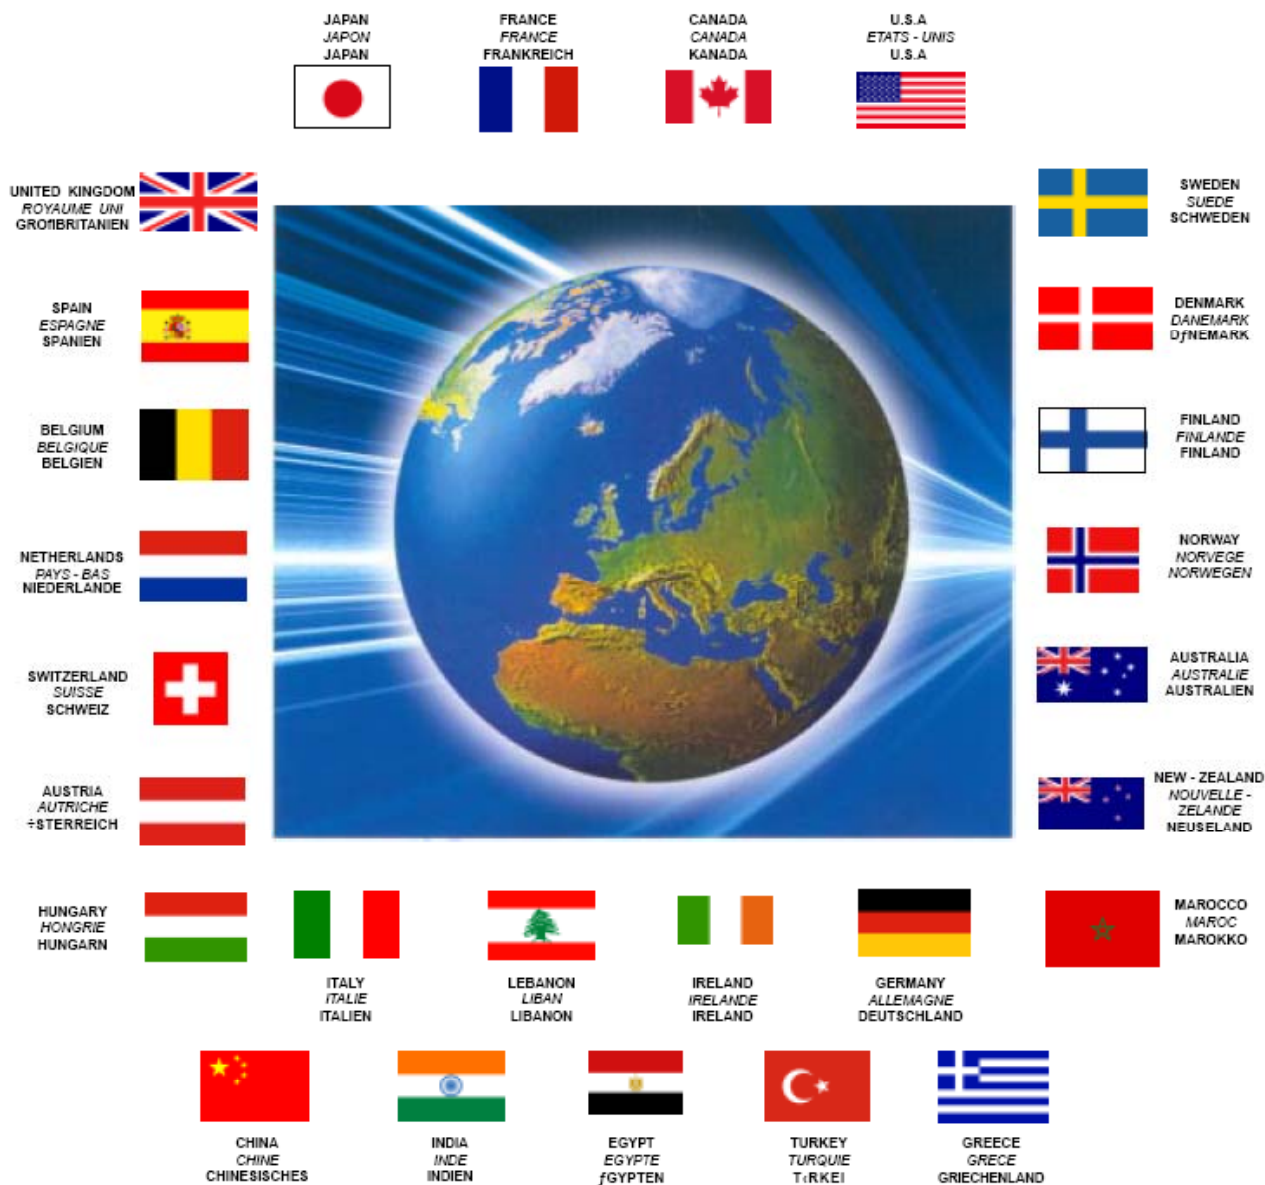 JAPAN
JAPON
JAPAN
FRANCE
FRANCE
FRANKREICH
CANADA
CANADA
KANADA
U.S.A
ETATS - UNIS
U.S.A
UNITED KINGDOM
ROYAUME UNI
GROflBRITANIEN
SWEDEN
SUEDE
SCHWEDEN
SPAIN
ESPAGNE
SPANIEN
DENMARK
DANEMARK
DƒNEMARK
BELGIUM
BELGIQUE
BELGIEN
FINLAND
FINLANDE
FINLAND
NETHERLANDS
PAYS - BAS
NIEDERLANDE
NORWAY
NORVEGE
NORWEGEN
SWITZERLAND
SUISSE
SCHWEIZ
AUSTRALIA
AUSTRALIE
AUSTRALIEN
AUSTRIA
AUTRICHE
÷STERREICH
NEW - ZEALAND
NOUVELLE -
ZELANDE
NEUSELAND
HUNGARY
HONGRIE
HUNGARN
MAROCCO
MAROC
MAROKKO
ITALY
ITALIE
ITALIEN
LEBANON
LIBAN
LIBANON
IRELAND
IRELANDE
IRELAND
GERMANY
ALLEMAGNE
DEUTSCHLAND
CHINA
CHINE
CHINESISCHES
INDIA
INDE
INDIEN
EGYPT
EGYPTE
ƒGYPTEN
TURKEY
TURQUIE
T‹RKEI
GREECE
GRECE
GRIECHENLAND